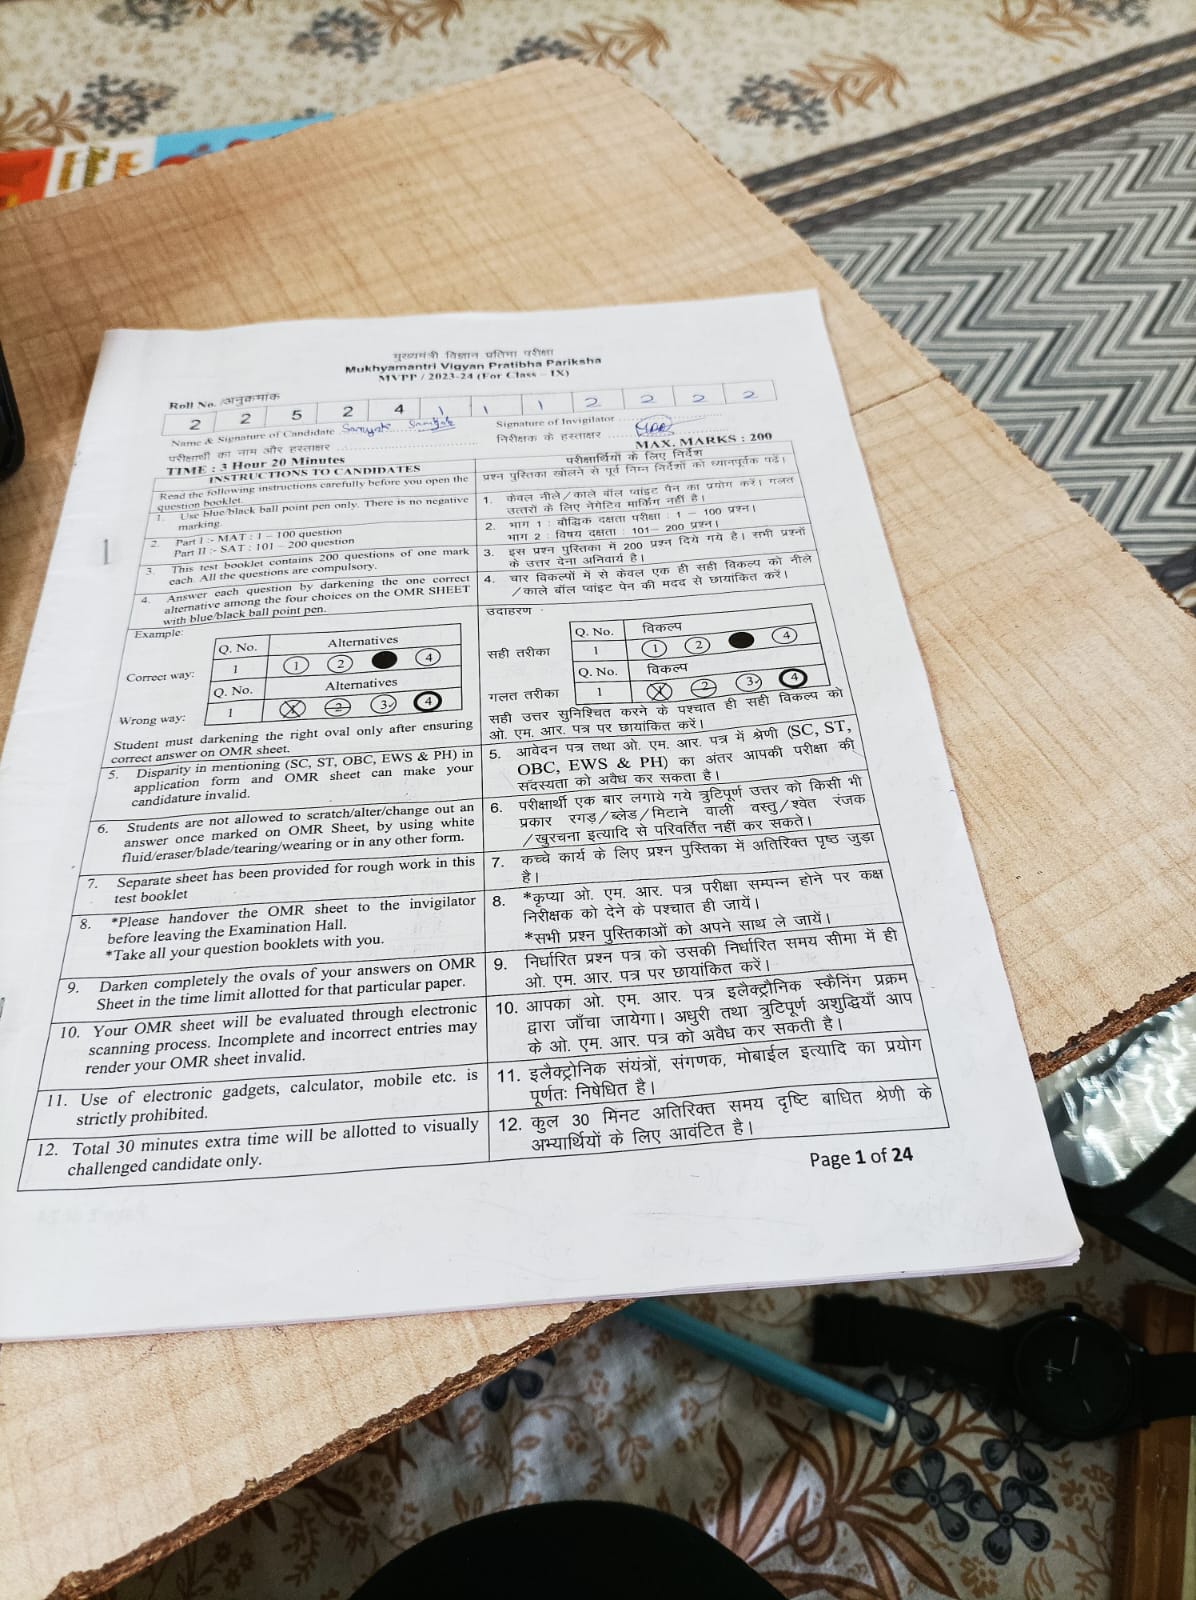 मुख्यमंत्री विज्ञान प्रतिभा परीक्षा
Mukhyamantri Vigyan Pratibha Pariksha
MVPP / 2023-24 (For Class – IX)
Roll No. /अनुक्रमांक
2 2 5 2 4 1 1 1 2 2 2 2
Name & Signature of Candidate
परीक्षार्थी का नाम और हस्ताक्षर
Signature of Invigilator
निरीक्षक के हस्ताक्षर
TIME : 3 Hour 20 Minutes
MAX. MARKS : 200
INSTRUCTIONS TO CANDIDATES
Read the following instructions carefully before you open the
question booklet.
1. Use blue/black ball point pen only. There is no negative
marking.
2. Part I :- MAT : 1 – 100 question
Part II :- SAT : 101 – 200 question
3. This test booklet contains 200 questions of one mark
each. All the questions are compulsory.
4. Answer each question by darkening the one correct
alternative among the four choices on the OMR SHEET
with blue/black ball point pen.
Example:
Q. No. Alternatives
Correct way: 1 1 2 4
Q. No. Alternatives
Wrong way: 1 1 2 3 4
Student must darkening the right oval only after ensuring
correct answer on OMR sheet.
5. Disparity in mentioning (SC, ST, OBC, EWS & PH) in
application form and OMR sheet can make your
candidature invalid.
6. Students are not allowed to scratch/alter/change out an
answer once marked on OMR Sheet, by using white
fluid/eraser/blade/tearing/wearing or in any other form.
7. Separate sheet has been provided for rough work in this
test booklet
8. *Please handover the OMR sheet to the invigilator
before leaving the Examination Hall.
*Take all your question booklets with you.
9. Darken completely the ovals of your answers on OMR
Sheet in the time limit allotted for that particular paper.
10. Your OMR sheet will be evaluated through electronic
scanning process. Incomplete and incorrect entries may
render your OMR sheet invalid.
11. Use of electronic gadgets, calculator, mobile etc. is
strictly prohibited.
12. Total 30 minutes extra time will be allotted to visually
challenged candidate only.
परीक्षार्थियों के लिए निर्देश
प्रश्न पुस्तिका खोलने से पूर्व निम्न निर्देशों को ध्यानपूर्वक पढ़ें।
1. केवल नीले/काले बॉल प्वांइट पैन का प्रयोग करें। गलत
उत्तरों के लिए नेगेटिव मार्किंग नहीं है।
2. भाग 1 : बौद्धिक दक्षता परीक्षा : 1 – 100 प्रश्न।
भाग 2 : विषय दक्षता : 101– 200 प्रश्न।
3. इस प्रश्न पुस्तिका में 200 प्रश्न दिये गये है। सभी प्रश्नों
के उत्तर देना अनिवार्य है।
4. चार विकल्पों में से केवल एक ही सही विकल्प को नीले
/काले बॉल प्वांइट पेन की मदद से छायांकित करें।
उदाहरण
Q. No. विकल्प
सही तरीका 1 1 2 4
Q. No. विकल्प
गलत तरीका 1 1 2 3 4
सही उत्तर सुनिश्चित करने के पश्चात ही सही विकल्प को
ओ. एम. आर. पत्र पर छायांकित करें।
5. आवेदन पत्र तथा ओ. एम. आर. पत्र में श्रेणी (SC, ST,
OBC, EWS & PH) का अंतर आपकी परीक्षा की
सदस्यता को अवैध कर सकता है।
6. परीक्षार्थी एक बार लगाये गये त्रुटिपूर्ण उत्तर को किसी भी
प्रकार रगड़/ब्लेड/मिटाने वाली वस्तु/श्वेत रंजक
/खुरचना इत्यादि से परिवर्तित नहीं कर सकते।
7. कच्चे कार्य के लिए प्रश्न पुस्तिका में अतिरिक्त पृष्ठ जुड़ा
है।
8. *कृप्या ओ. एम. आर. पत्र परीक्षा सम्पन्न होने पर कक्ष
निरीक्षक को देने के पश्चात ही जायें।
*सभी प्रश्न पुस्तिकाओं को अपने साथ ले जायें।
9. निर्धारित प्रश्न पत्र को उसकी निर्धारित समय सीमा में ही
ओ. एम. आर. पत्र पर छायांकित करें।
10. आपका ओ. एम. आर. पत्र इलैक्ट्रौनिक स्कैनिंग प्रक्रम
द्वारा जाँचा जायेगा। अधुरी तथा त्रुटिपूर्ण अशुद्धियाँ आप
के ओ. एम. आर. पत्र को अवैध कर सकती है।
11. इलैक्ट्रोनिक संयंत्रों, संगणक, मोबाईल इत्यादि का प्रयोग
पूर्णतः निषेधित है।
12. कुल 30 मिनट अतिरिक्त समय दृष्टि बाधित श्रेणी के
अभ्यार्थियों के लिए आवंटित है।
Page 1 of 24